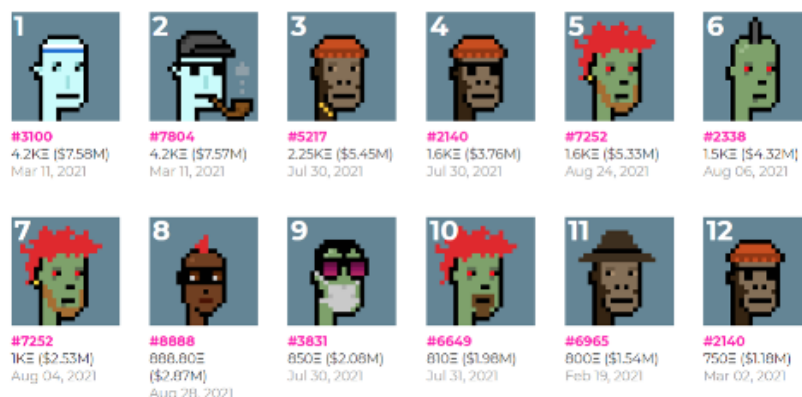 1
#3100
4.2KΞ ($7.58M)
Mar 11, 2021
2
#7804
4.2KΞ ($7.57M)
Mar 11, 2021
3
#5217
2.25KΞ ($5.45M)
Jul 30, 2021
4
#2140
1.6KΞ ($3.76M)
Jul 30, 2021
5
#7252
1.6KΞ ($5.33M)
Aug 24, 2021
6
#2338
1.5KΞ ($4.32M)
Aug 06, 2021
7
#7252
1KΞ ($2.53M)
Aug 04, 2021
8
#8888
888.80Ξ
($2.87M)
Aug 28, 2021
9
#3831
850Ξ ($2.08M)
Jul 30, 2021
10
#6649
810Ξ ($1.98M)
Jul 31, 2021
11
#6965
800Ξ ($1.54M)
Feb 19, 2021
12
#2140
750Ξ ($1.18M)
Mar 02, 2021